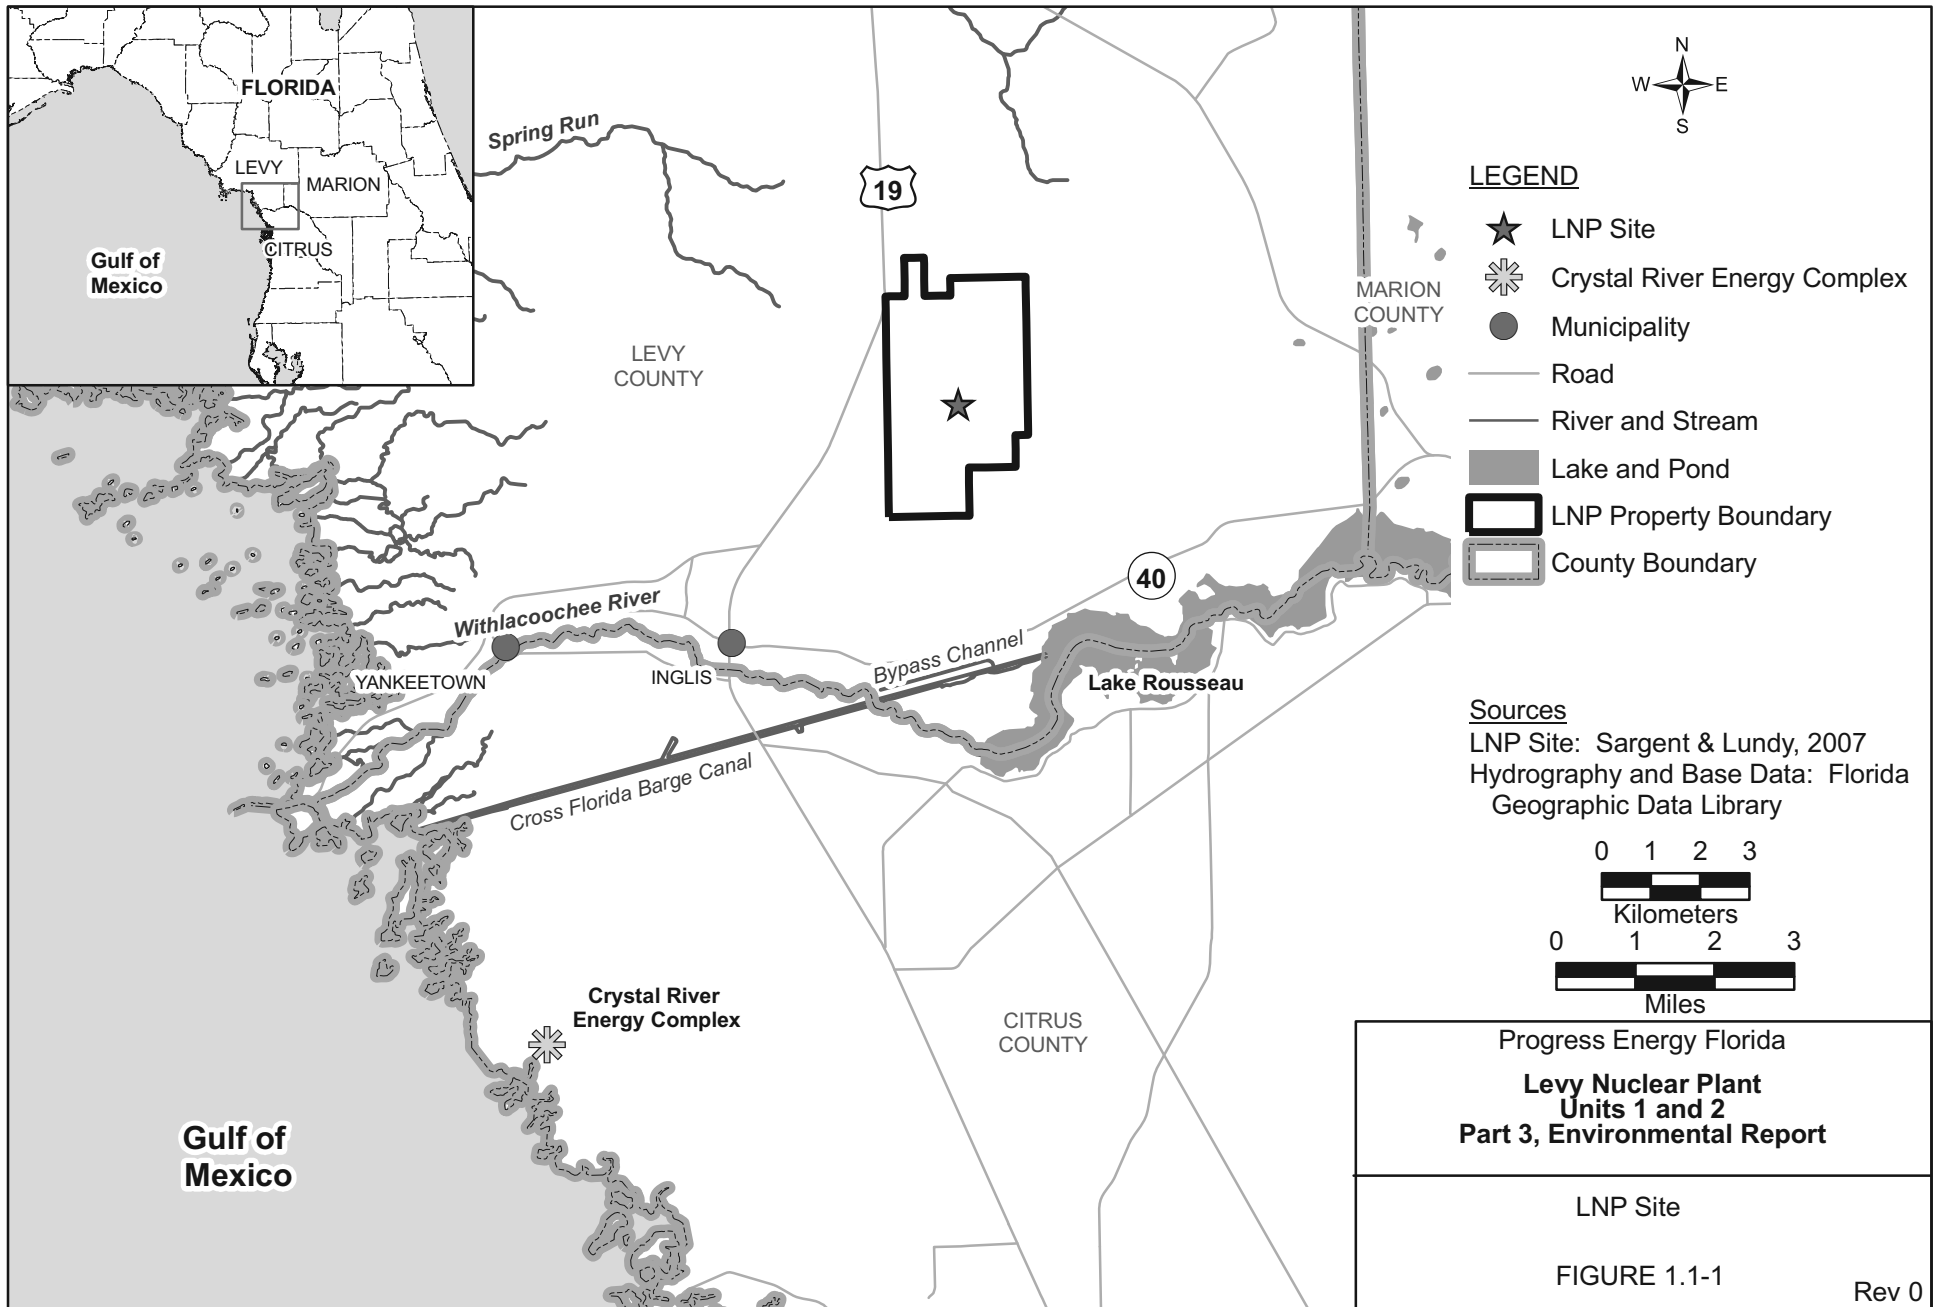 FLORIDA
LEVY
MARION
CITRUS
Gulf of
Mexico
Spring Run
19
LEVY
COUNTY
MARION
COUNTY
40
Withlacoochee River
YANKEETOWN
INGLIS
Bypass Channel
Lake Rousseau
Cross Florida Barge Canal
Crystal River
Energy Complex
CITRUS
COUNTY
Gulf of
Mexico
N
W E
S
LEGEND
LNP Site
Crystal River Energy Complex
Municipality
Road
River and Stream
Lake and Pond
LNP Property Boundary
County Boundary
Sources
LNP Site: Sargent & Lundy, 2007
Hydrography and Base Data: Florida
Geographic Data Library
0 1 2 3
Kilometers
0 1 2 3
Miles
Progress Energy Florida
Levy Nuclear Plant
Units 1 and 2
Part 3, Environmental Report
LNP Site
FIGURE 1.1-1
Rev 0